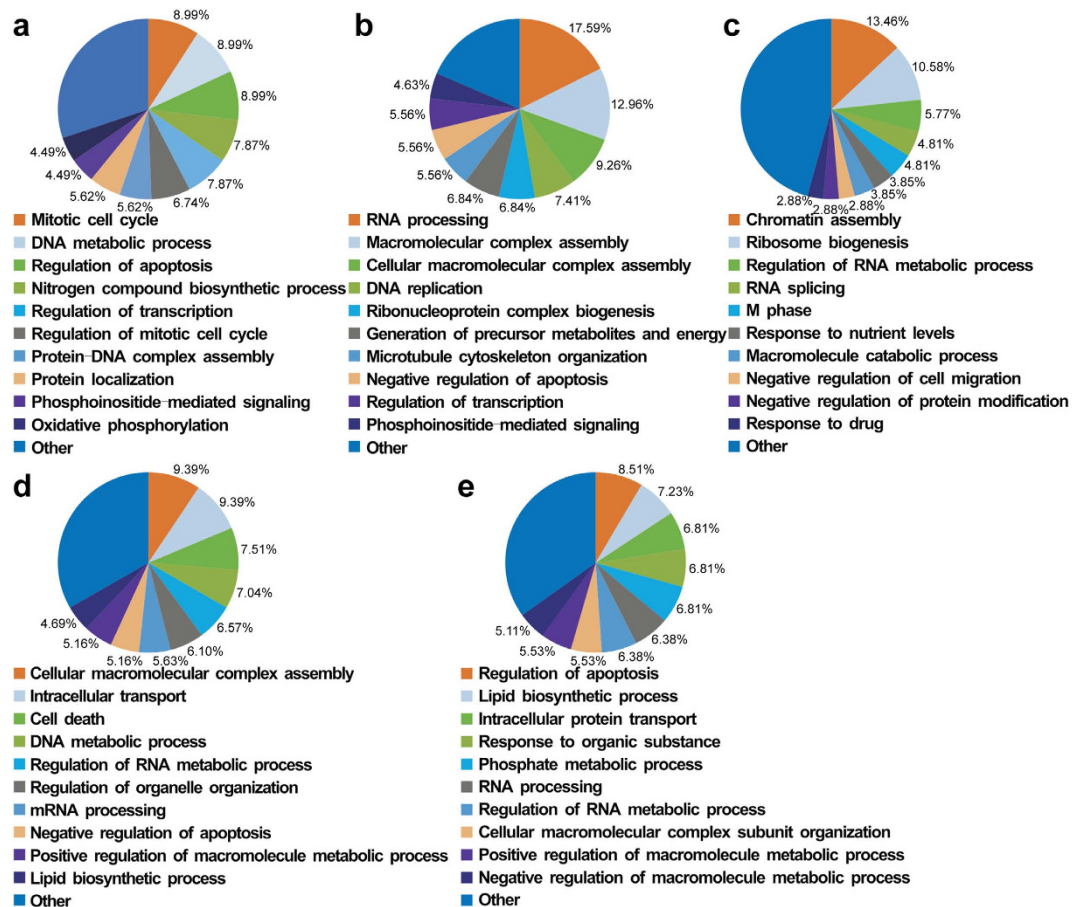 a
8.99%
8.99%
8.99%
7.87%
7.87%
6.74%
5.62%
5.62%
4.49%
4.49%
Mitotic cell cycle
DNA metabolic process
Regulation of apoptosis
Nitrogen compound biosynthetic process
Regulation of transcription
Regulation of mitotic cell cycle
Protein–DNA complex assembly
Protein localization
Phosphoinositide–mediated signaling
Oxidative phosphorylation
Other
b
17.59%
12.96%
9.26%
7.41%
6.84%
6.84%
5.56%
5.56%
5.56%
4.63%
RNA processing
Macromolecular complex assembly
Cellular macromolecular complex assembly
DNA replication
Ribonucleoprotein complex biogenesis
Generation of precursor metabolites and energy
Microtubule cytoskeleton organization
Negative regulation of apoptosis
Regulation of transcription
Phosphoinositide–mediated signaling
Other
c
13.46%
10.58%
5.77%
4.81%
4.81%
3.85%
3.85%
2.88%
2.88%
2.88%
Chromatin assembly
Ribosome biogenesis
Regulation of RNA metabolic process
RNA splicing
M phase
Response to nutrient levels
Macromolecule catabolic process
Negative regulation of cell migration
Negative regulation of protein modification
Response to drug
Other
d
9.39%
9.39%
7.51%
7.04%
6.57%
6.10%
5.63%
5.16%
5.16%
4.69%
Cellular macromolecular complex assembly
Intracellular transport
Cell death
DNA metabolic process
Regulation of RNA metabolic process
Regulation of organelle organization
mRNA processing
Negative regulation of apoptosis
Positive regulation of macromolecule metabolic process
Lipid biosynthetic process
Other
e
8.51%
7.23%
6.81%
6.81%
6.81%
6.38%
6.38%
5.53%
5.53%
5.11%
Regulation of apoptosis
Lipid biosynthetic process
Intracellular protein transport
Response to organic substance
Phosphate metabolic process
RNA processing
Regulation of RNA metabolic process
Cellular macromolecular complex subunit organization
Positive regulation of macromolecule metabolic process
Negative regulation of macromolecule metabolic process
Other